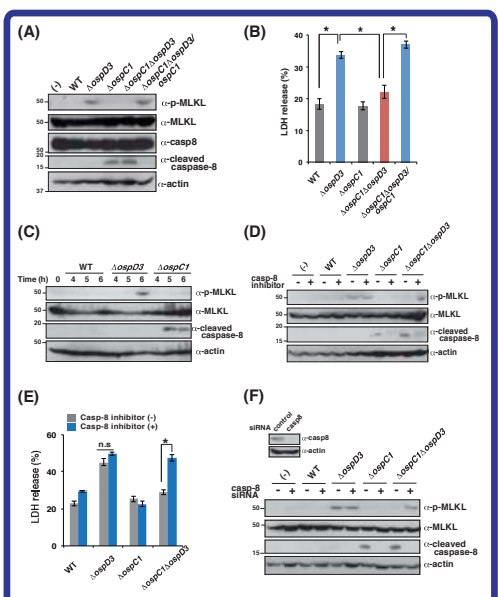 (A)
(-)
WT
ΔospD3
ΔospC1
ΔospC1ΔospD3
ΔospC1ΔospD3/
ospC1
50
α-p-MLKL
50
α-MLKL
50
α-casp8
20
15
α-cleaved
caspase-8
37
α-actin
(B)
LDH release (%)
40
35
30
25
20
15
10
5
0
* * *
WT
ΔospD3
ΔospC1
ΔospC1ΔospD3
ΔospC1ΔospD3/
ospC1
(C)
WT ΔospD3 ΔospC1
Time (h) 0 4 5 6 4 5 6 4 5 6
50
α-p-MLKL
50
α-MLKL
20
15
α-cleaved
caspase-8
α-actin
(D)
(-)
WT
ΔospD3
ΔospC1
ΔospC1ΔospD3
casp-8
inhibitor
- + - + - + - + - +
50
α-p-MLKL
50
α-MLKL
15
α-cleaved
caspase-8
α-actin
(E)
Casp-8 inhibitor (-)
Casp-8 inhibitor (+)
LDH release (%)
60
40
20
0
n.s
*
WT
ΔospD3
ΔospC1
ΔospC1ΔospD3
(F)
siRNA
control
casp8
α-casp8
α-actin
(-)
WT
ΔospD3
ΔospC1
ΔospC1ΔospD3
casp-8
siRNA
- + - + - + - + - +
50
α-p-MLKL
50
α-MLKL
15
α-cleaved
caspase-8
α-actin